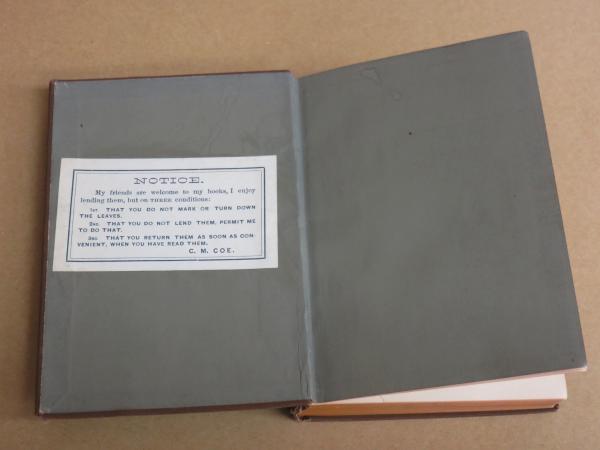 NOTICE.
My friends are welcome to my books, I enjoy
lending them, but on THREE conditions:
1ST. THAT YOU DO NOT MARK OR TURN DOWN
THE LEAVES.
2ND. THAT YOU DO NOT LEND THEM, PERMIT ME
TO DO THAT.
3RD. THAT YOU RETURN THEM AS SOON AS CON-
VENIENT, WHEN YOU HAVE READ THEM.
C. M. COE.